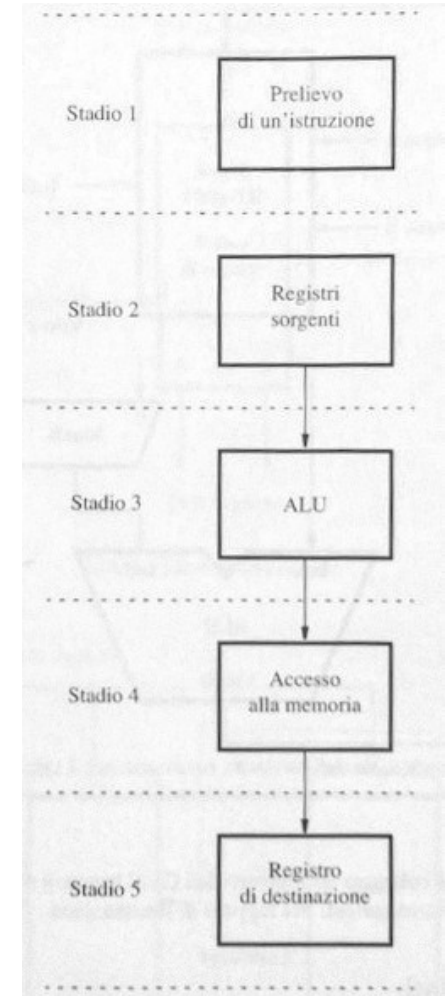 Stadio 1
Prelievo
di un'istruzione
Stadio 2
Registri
sorgenti
Stadio 3
ALU
Stadio 4
Accesso
alla memoria
Stadio 5
Registro
di destinazione